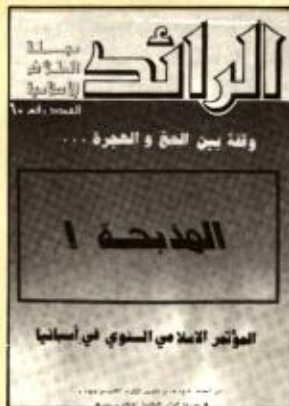 الرائد
مجلة
الطلائع
الإسلامية
العدد رقم ٦٠
وقفة بين الحج و الهجرة ...
المذبحة !
المؤتمر الاسلامي السنوي في أسبانيا